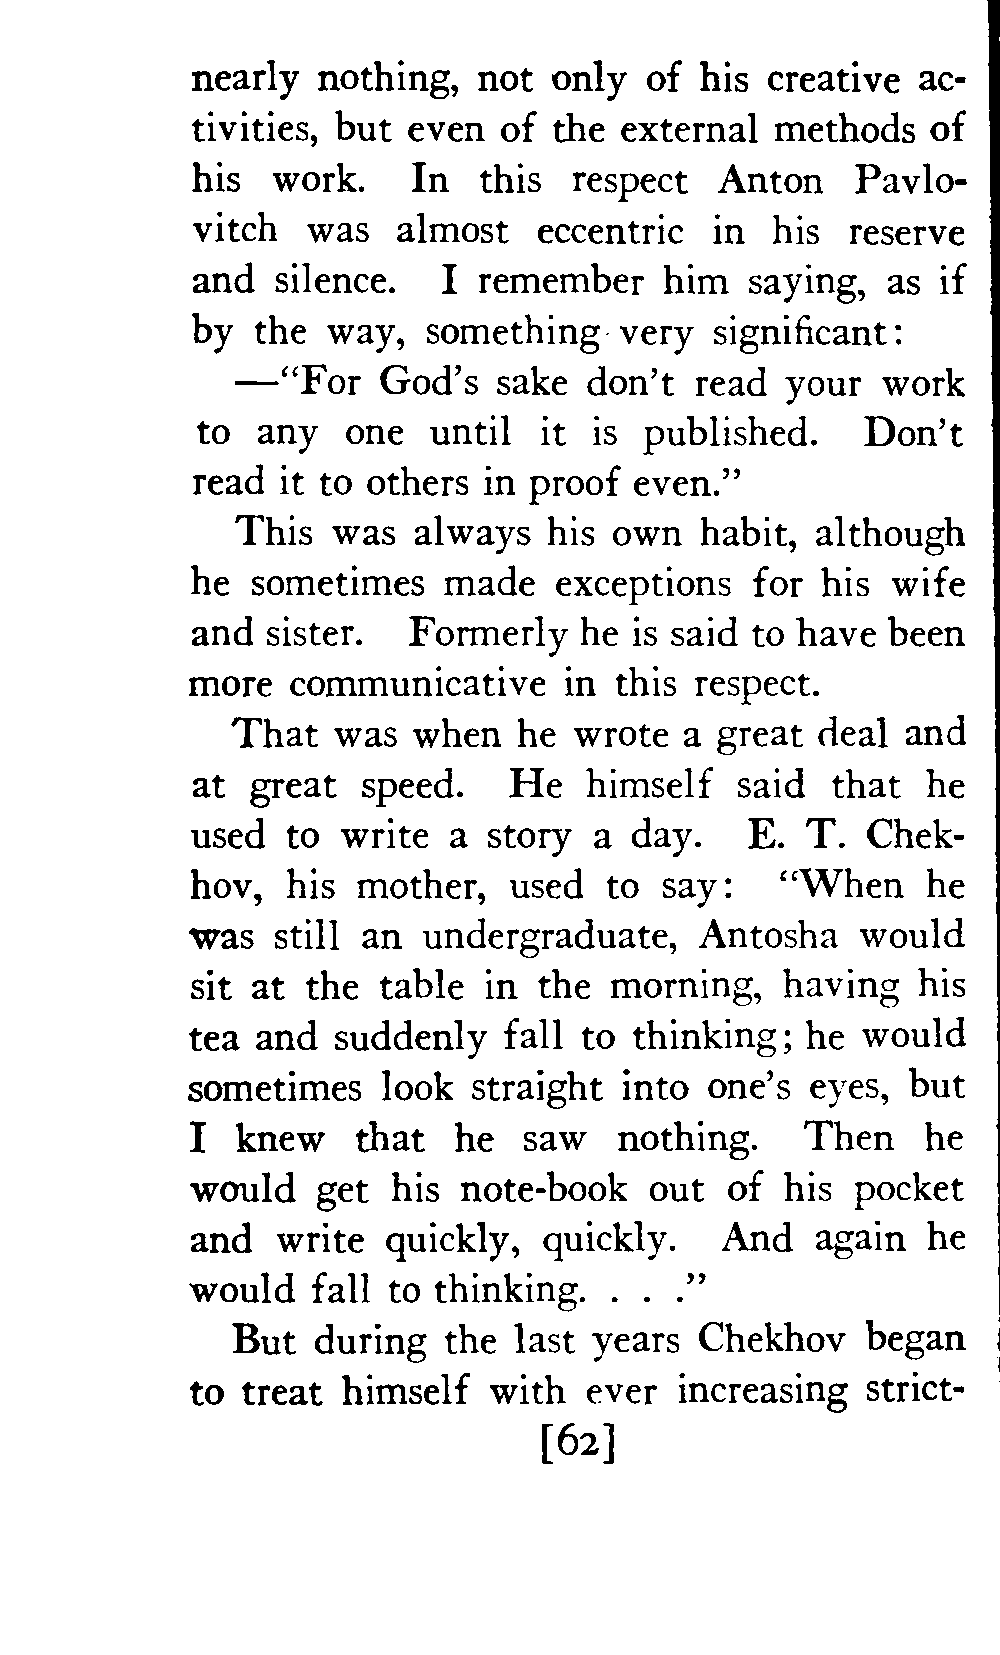 nearly nothing, not only of his creative ac-
tivities, but even of the external methods of
his work. In this respect Anton Pavlo-
vitch was almost eccentric in his reserve
and silence. I remember him saying, as if
by the way, something very significant:
—"For God's sake don't read your work
to any one until it is published. Don't
read it to others in proof even."
This was always his own habit, although
he sometimes made exceptions for his wife
and sister. Formerly he is said to have been
more communicative in this respect.
That was when he wrote a great deal and
at great speed. He himself said that he
used to write a story a day. E. T. Chek-
hov, his mother, used to say: "When he
was still an undergraduate, Antosha would
sit at the table in the morning, having his
tea and suddenly fall to thinking; he would
sometimes look straight into one's eyes, but
I knew that he saw nothing. Then he
would get his note-book out of his pocket
and write quickly, quickly. And again he
would fall to thinking. . . ."
But during the last years Chekhov began
to treat himself with ever increasing strict-
[62]